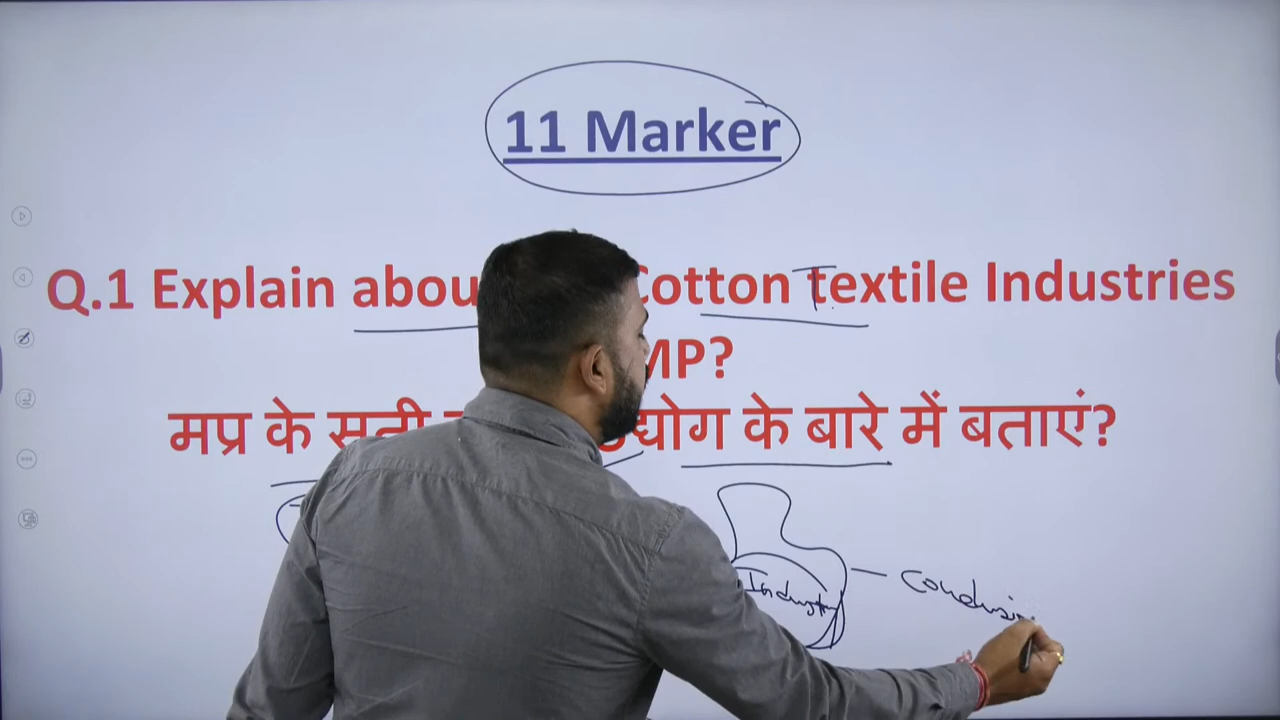 11 Marker
Q.1 Explain abou Cotton Textile Industries
MP?
मप्र के सूती उद्योग के बारे में बताएं?
Industry — Conclusion